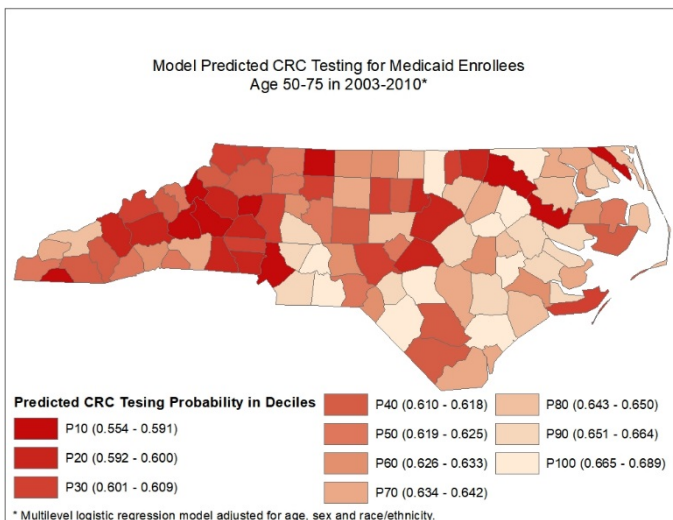 Model Predicted CRC Testing for Medicaid Enrollees
Age 50-75 in 2003-2010*
Predicted CRC Tesing Probability in Deciles
P10 (0.554 - 0.591)
P20 (0.592 - 0.600)
P30 (0.601 - 0.609)
P40 (0.610 - 0.618)
P50 (0.619 - 0.625)
P60 (0.626 - 0.633)
P70 (0.634 - 0.642)
P80 (0.643 - 0.650)
P90 (0.651 - 0.664)
P100 (0.665 - 0.689)
* Multilevel logistic regression model adjusted for age, sex and race/ethnicity.